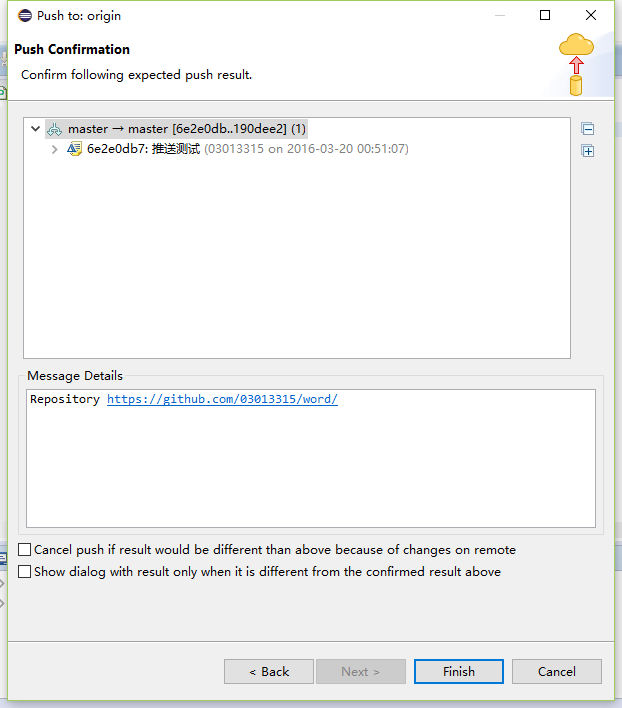 Push to: origin
Push Confirmation
Confirm following expected push result.
master → master [6e2e0db..190dee2] (1)
6e2e0db7: 推送测试 (03013315 on 2016-03-20 00:51:07)
Message Details
Repository https://github.com/03013315/word/
Cancel push if result would be different than above because of changes on remote
Show dialog with result only when it is different from the confirmed result above
< Back Next > Finish Cancel